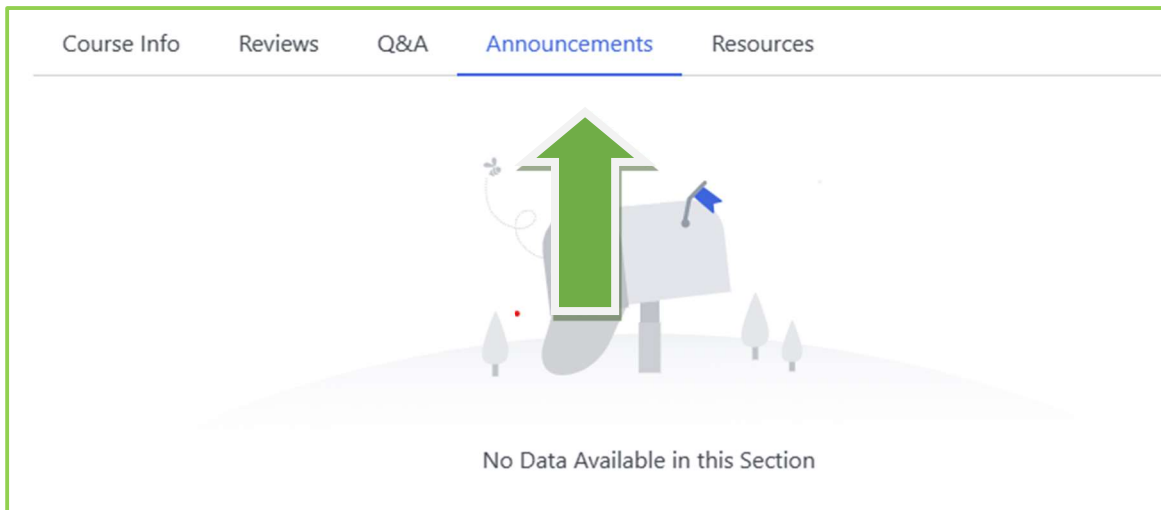 Course Info Reviews Q&A Announcements Resources
No Data Available in this Section